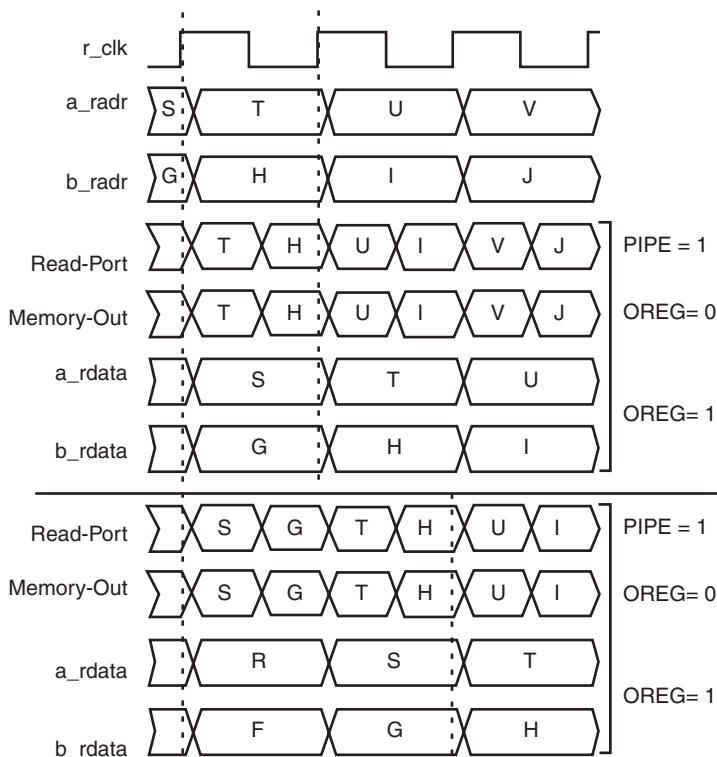 r_clk
a_radr S T U V
b_radr G H I J
Read-Port T H U I V J PIPE = 1
Memory-Out T H U I V J OREG= 0
a_rdata S T U
OREG= 1
b_rdata G H I
Read-Port S G T H U I PIPE = 1
Memory-Out S G T H U I OREG= 0
a_rdata R S T
OREG= 1
b_rdata F G H